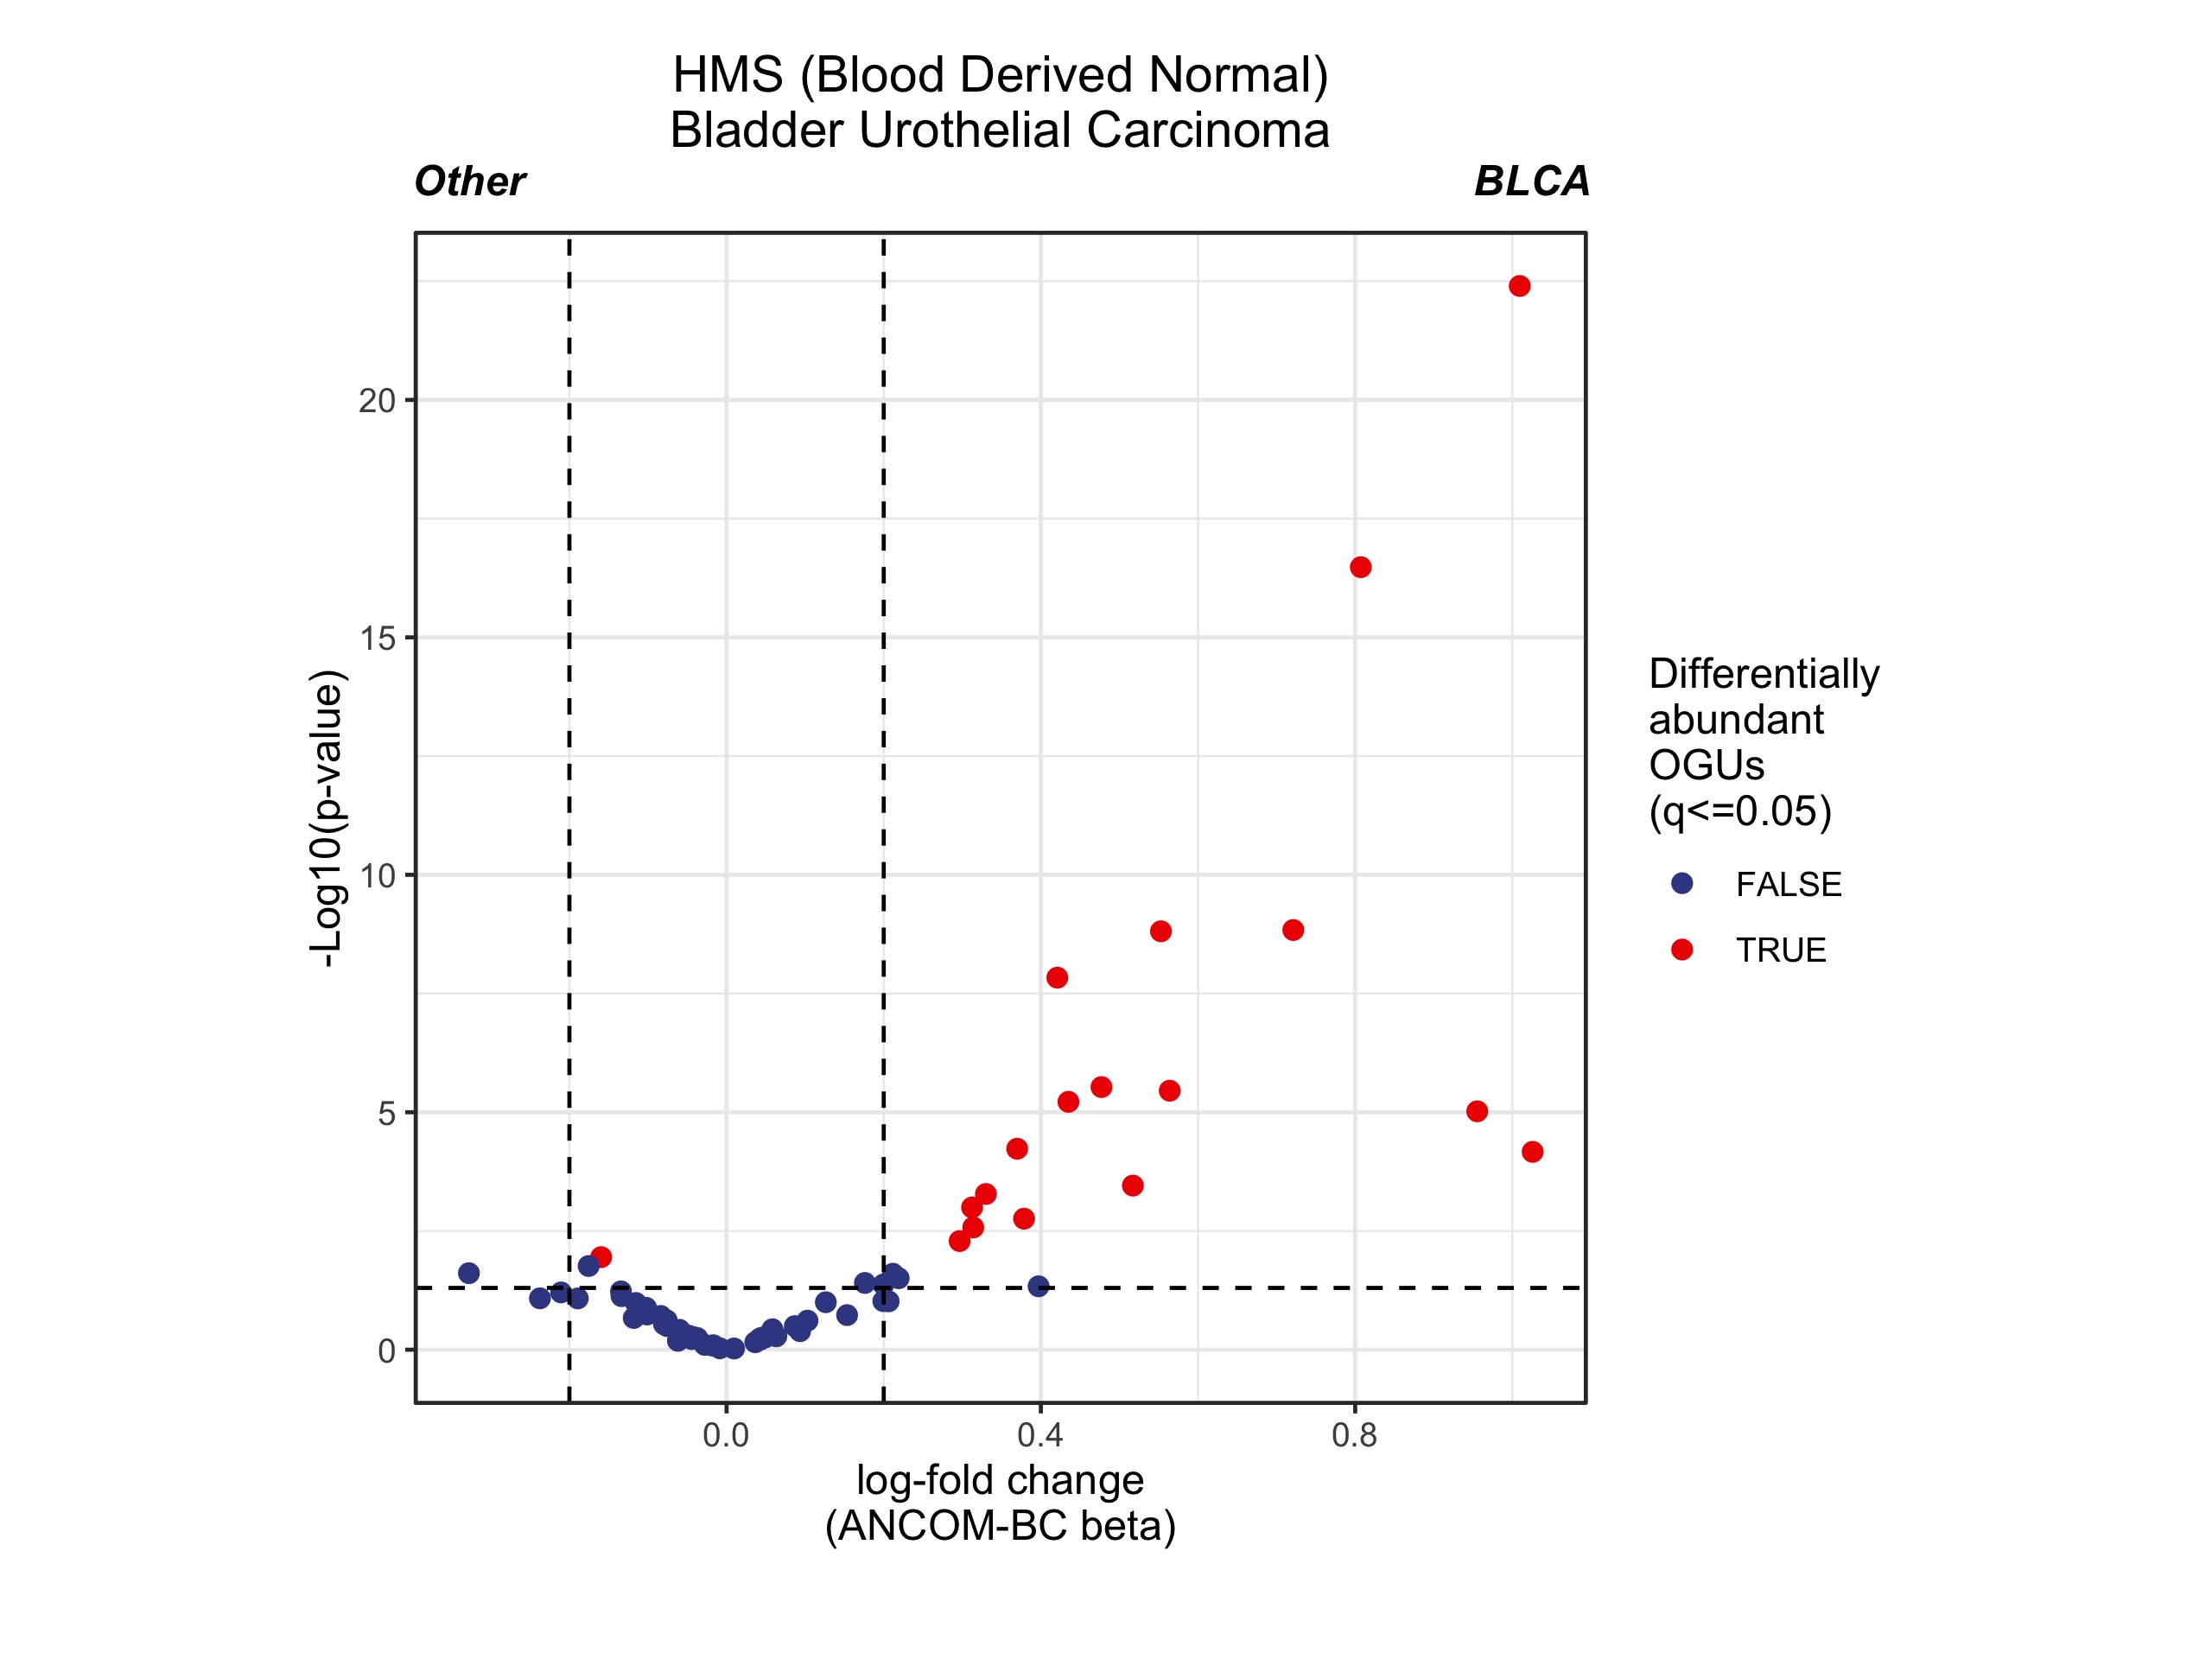 HMS (Blood Derived Normal)
Bladder Urothelial Carcinoma
Other
BLCA
20
15
10
5
0
-Log10(p-value)
0.0
0.4
0.8
log-fold change
(ANCOM-BC beta)
Differentially
abundant
OGUs
(q<=0.05)
FALSE
TRUE